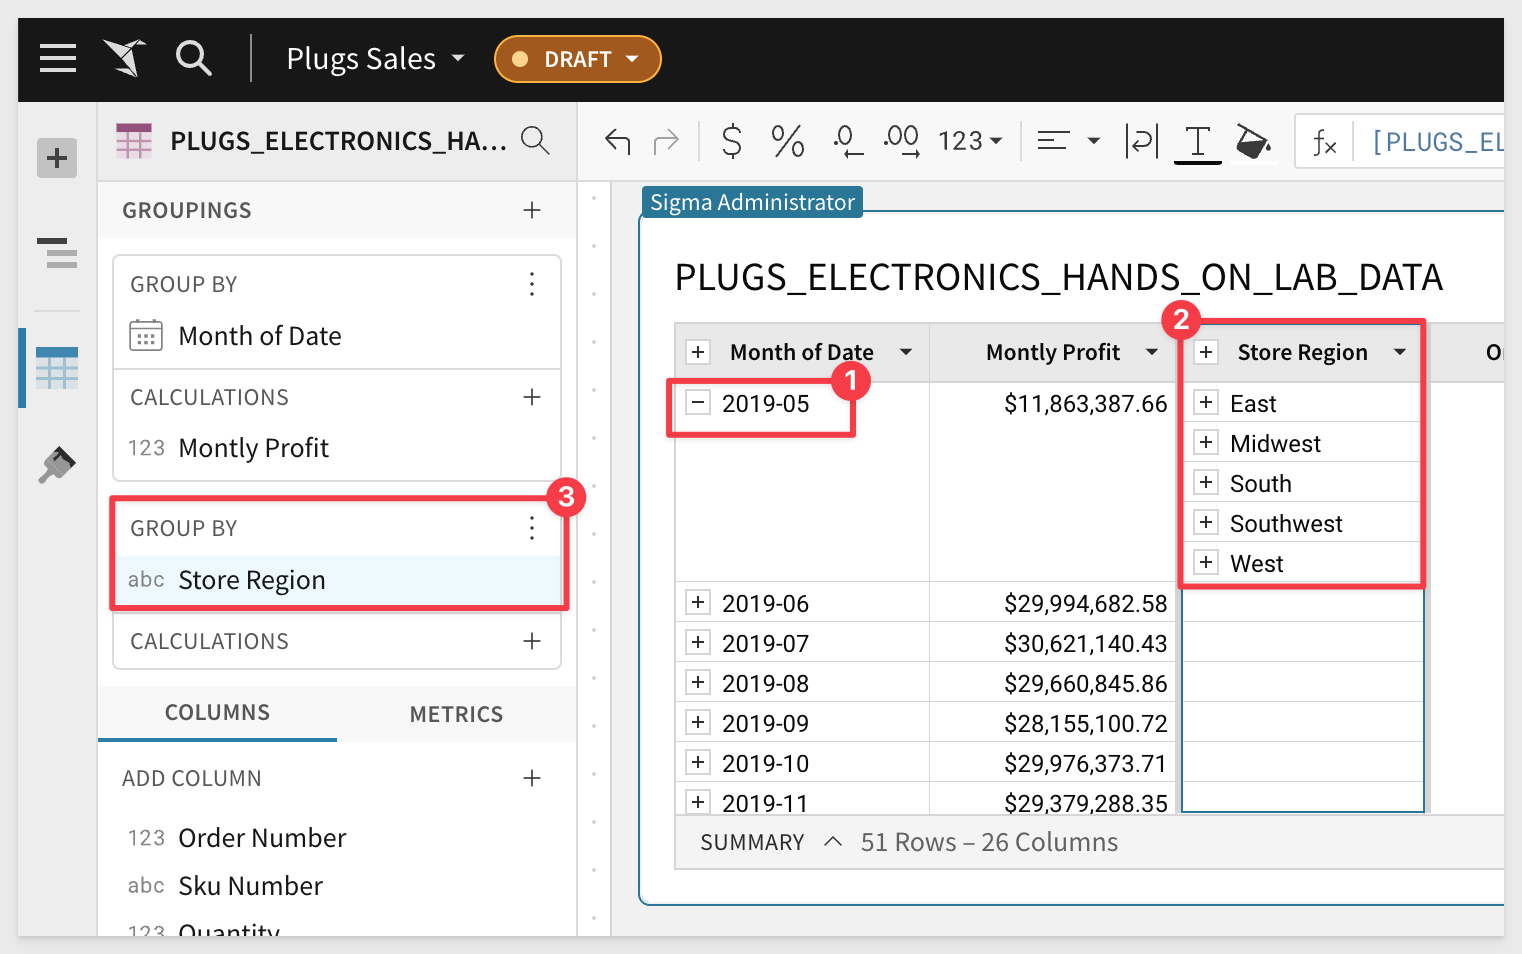 Plugs Sales
DRAFT
PLUGS_ELECTRONICS_HA...
$ % .0 .00 123
fx [PLUGS_EL
GROUPINGS
GROUP BY
Month of Date
CALCULATIONS
123 Montly Profit
3
GROUP BY
abc Store Region
CALCULATIONS
COLUMNS METRICS
ADD COLUMN
123 Order Number
abc Sku Number
123 Quantity
Sigma Administrator
PLUGS_ELECTRONICS_HANDS_ON_LAB_DATA
2
Month of Date Montly Profit Store Region O
1
2019-05 $11,863,387.66 East
Midwest
South
Southwest
West
2019-06 $29,994,682.58
2019-07 $30,621,140.43
2019-08 $29,660,845.86
2019-09 $28,155,100.72
2019-10 $29,976,373.71
2019-11 $29,379,288.35
SUMMARY 51 Rows – 26 Columns